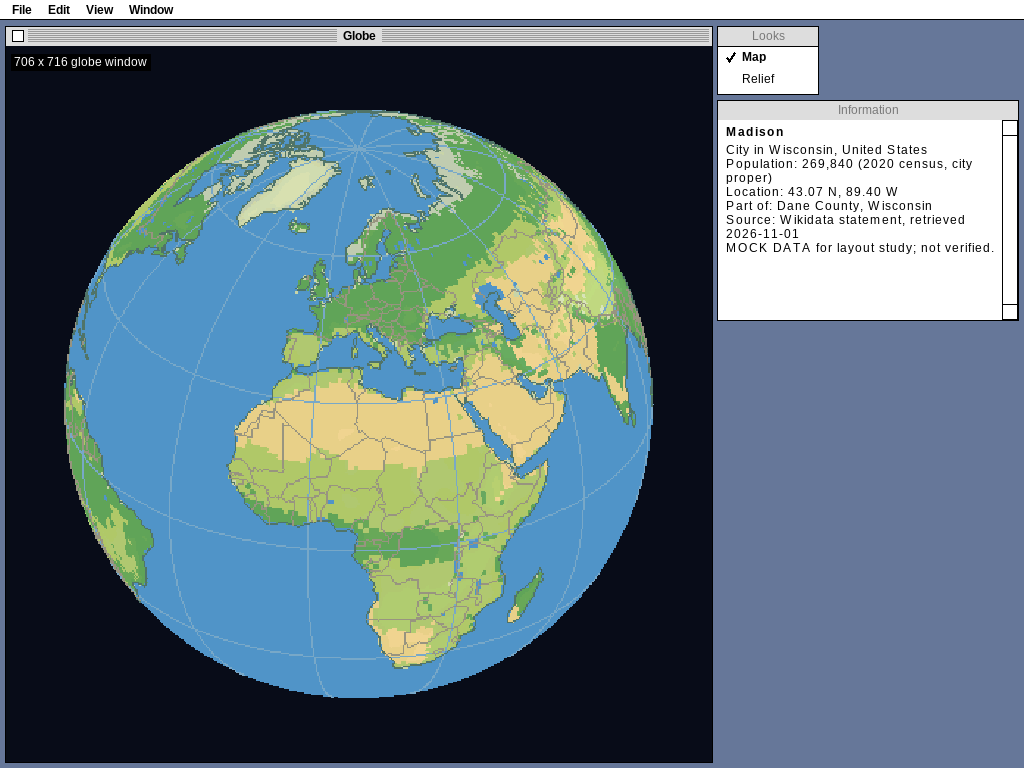 File Edit View Window
Globe
706 x 716 globe window
Looks
Map
Relief
Information
Madison
City in Wisconsin, United States
Population: 269,840 (2020 census, city
proper)
Location: 43.07 N, 89.40 W
Part of: Dane County, Wisconsin
Source: Wikidata statement, retrieved
2026-11-01
MOCK DATA for layout study; not verified.